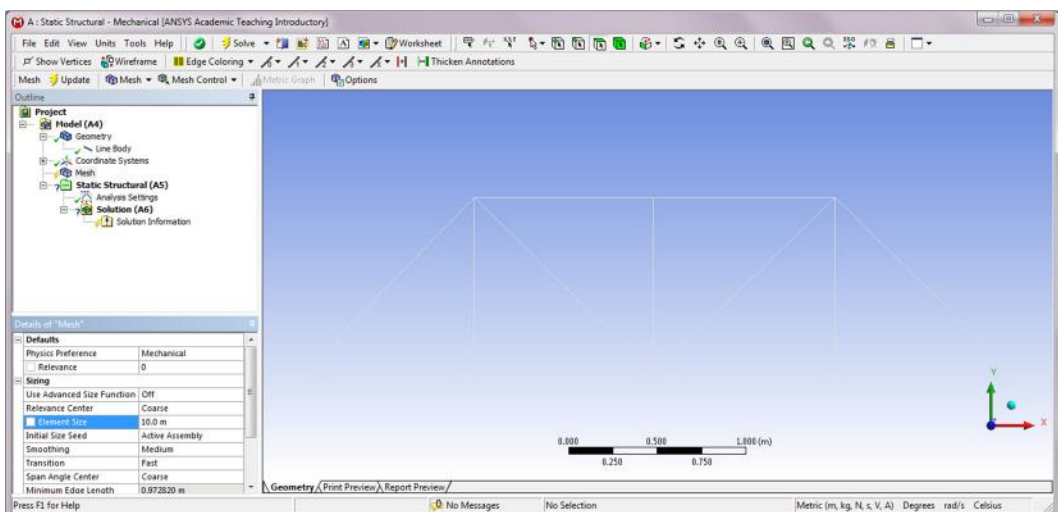 A : Static Structural - Mechanical [ANSYS Academic Teaching Introductory]
File Edit View Units Tools Help Solve Worksheet
Show Vertices Wireframe Edge Coloring Thicken Annotations
Mesh Update Mesh Mesh Control Metric Graph Options
Outline
Project
Model (A4)
Geometry
Line Body
Coordinate Systems
Mesh
Static Structural (A5)
Analysis Settings
Solution (A6)
Solution Information
Details of "Mesh"
Defaults
Physics Preference Mechanical
Relevance 0
Sizing
Use Advanced Size Function Off
Relevance Center Coarse
Element Size 10.0 m
Initial Size Seed Active Assembly
Smoothing Medium
Transition Fast
Span Angle Center Coarse
Minimum Edge Length 0.972820 m
Y
X
0.000 0.500 1.000 (m)
0.250 0.750
Geometry Print Preview Report Preview
Press F1 for Help No Messages No Selection Metric (m, kg, N, s, V, A) Degrees rad/s Celsius